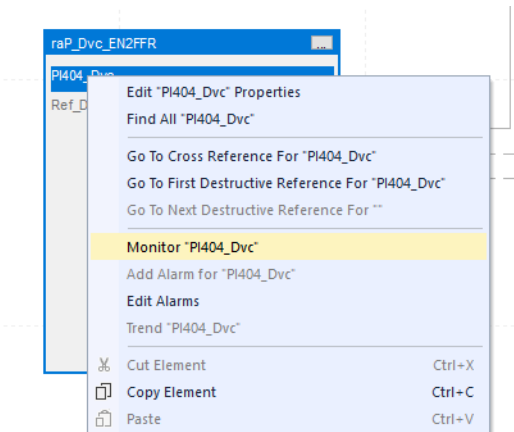 raP_Dvc_EN2FFR
...
PI404_Dvc
Ref_D
Edit "PI404_Dvc" Properties
Find All "PI404_Dvc"
Go To Cross Reference For "PI404_Dvc"
Go To First Destructive Reference For "PI404_Dvc"
Go To Next Destructive Reference For ""
Monitor "PI404_Dvc"
Add Alarm for "PI404_Dvc"
Edit Alarms
Trend "PI404_Dvc"
Cut Element Ctrl+X
Copy Element Ctrl+C
Paste Ctrl+V